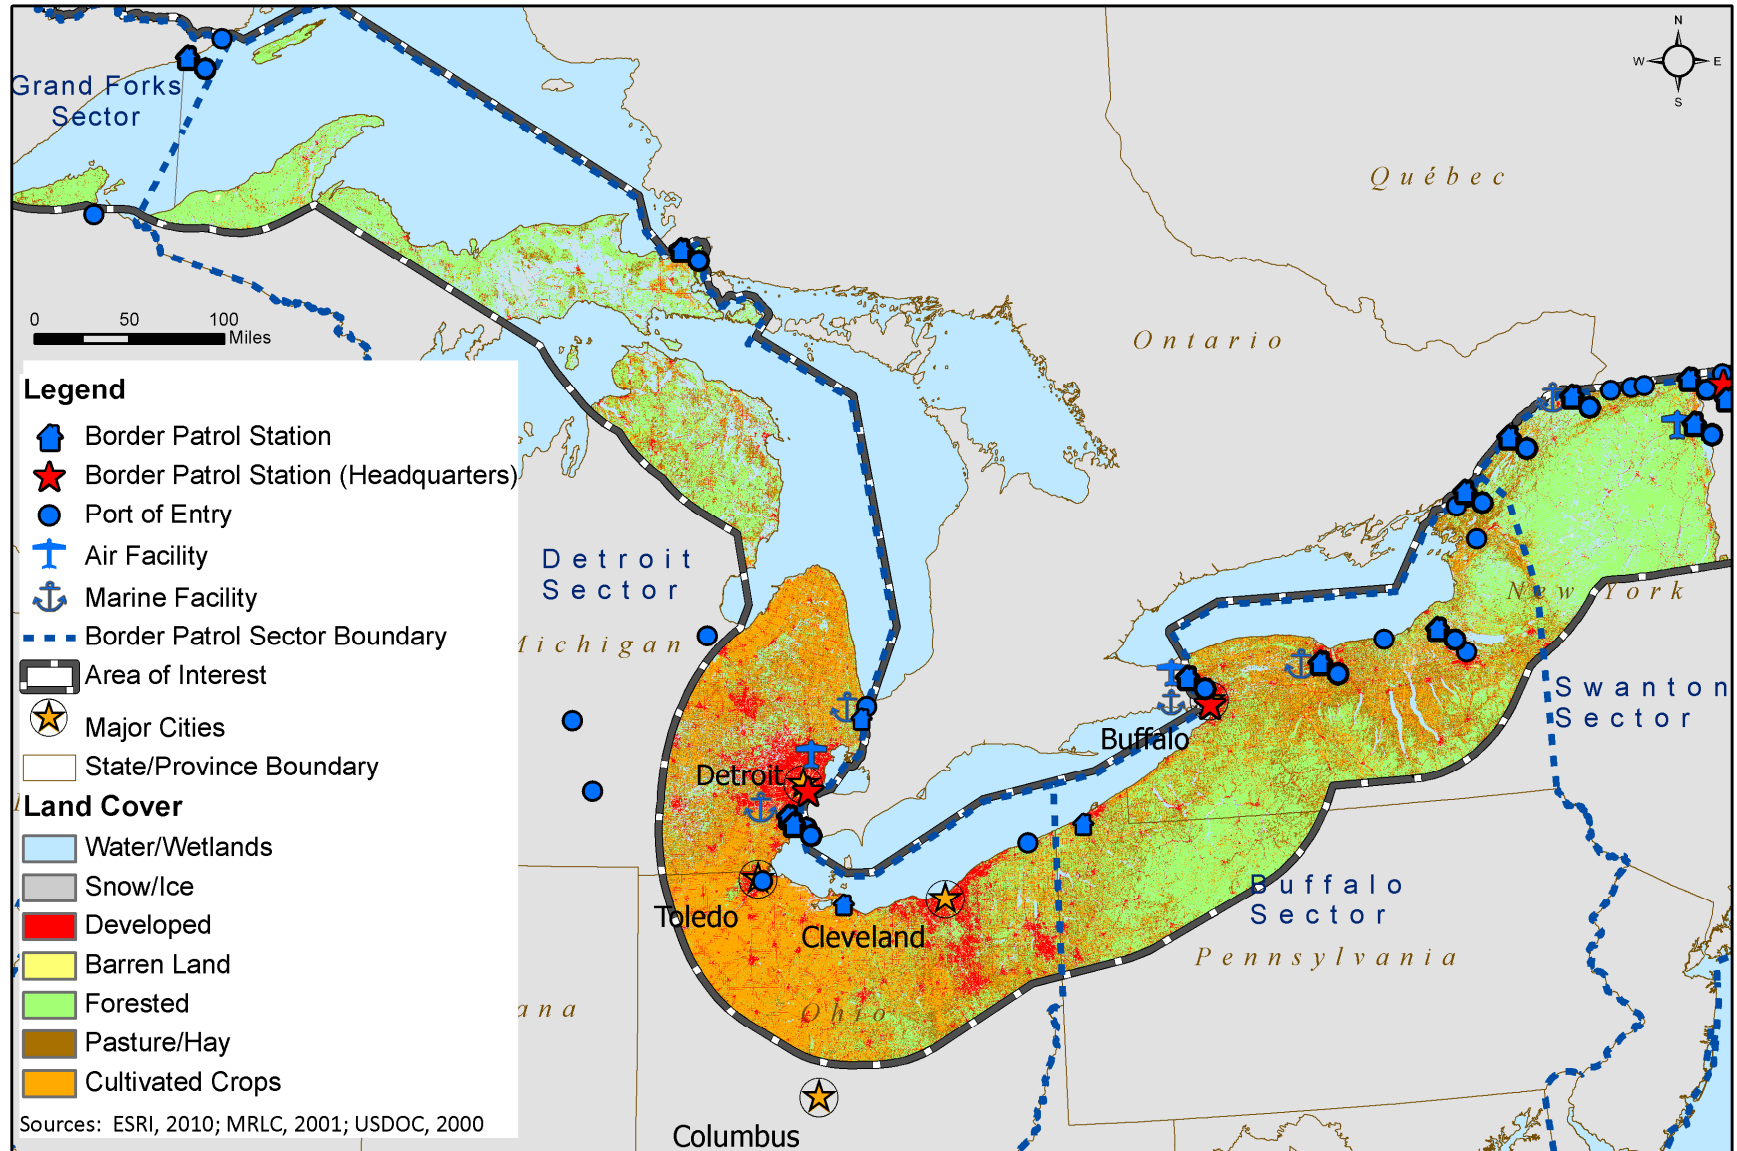 N
W
E
S
Grand Forks
Sector
Québec
Ontario
0 50 100
Miles
Legend
Border Patrol Station
Border Patrol Station (Headquarters)
Port of Entry
Air Facility
Marine Facility
Border Patrol Sector Boundary
Area of Interest
Major Cities
State/Province Boundary
Land Cover
Water/Wetlands
Snow/Ice
Developed
Barren Land
Forested
Pasture/Hay
Cultivated Crops
Sources: ESRI, 2010; MRLC, 2001; USDOC, 2000
Detroit
Sector
Michigan
New York
Swanton
Sector
Buffalo
Detroit
Toledo
Cleveland
Buffalo
Sector
Pennsylvania
ana
Ohio
Columbus